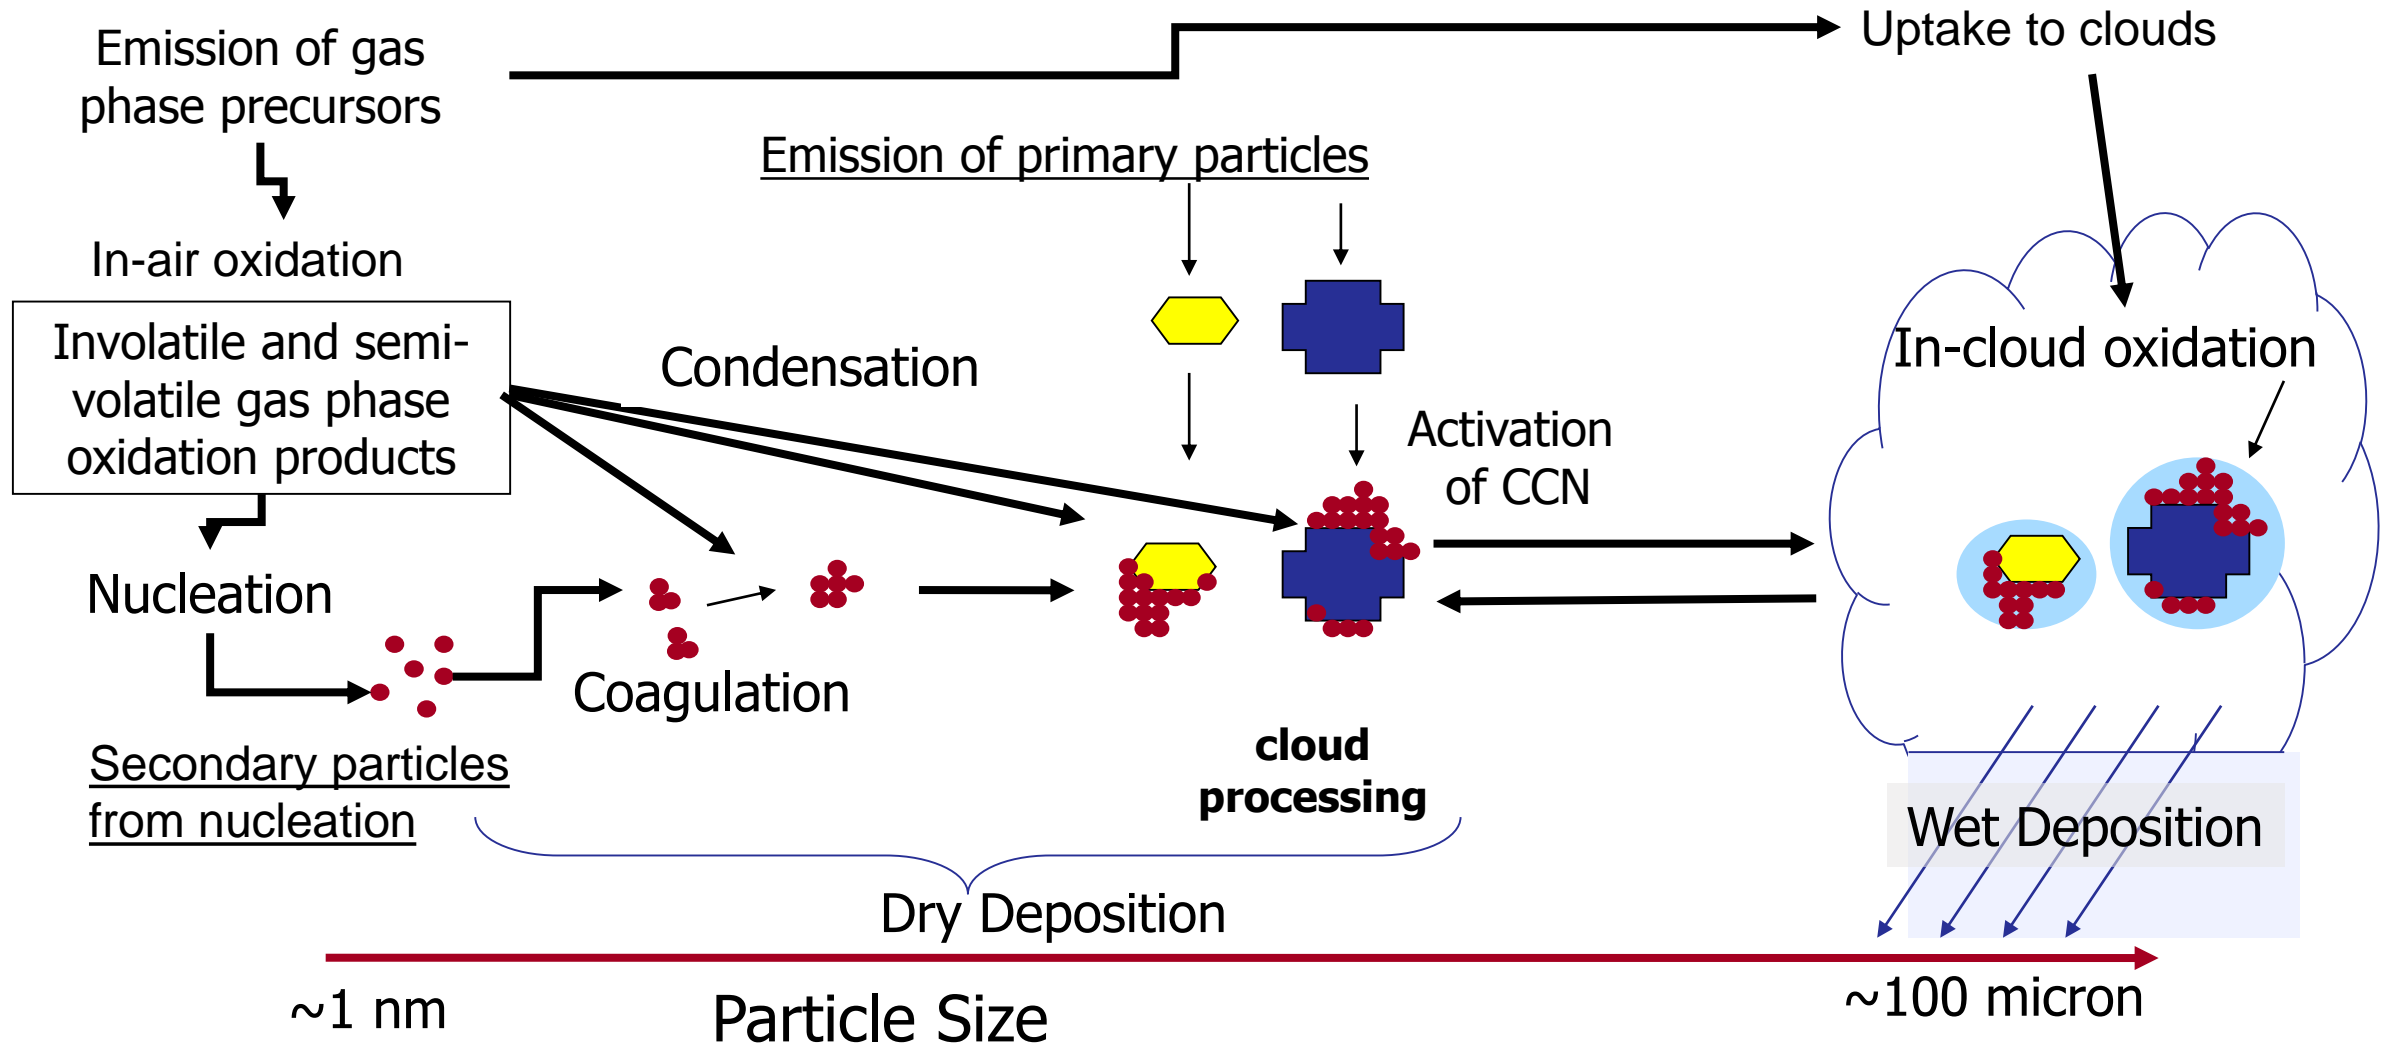 Emission of gas
phase precursors
Uptake to clouds
Emission of primary particles
In-air oxidation
Involatile and semi-
volatile gas phase
oxidation products
Condensation
In-cloud oxidation
Activation
of CCN
Nucleation
Coagulation
Secondary particles
from nucleation
cloud
processing
Wet Deposition
Dry Deposition
~1 nm
Particle Size
~100 micron